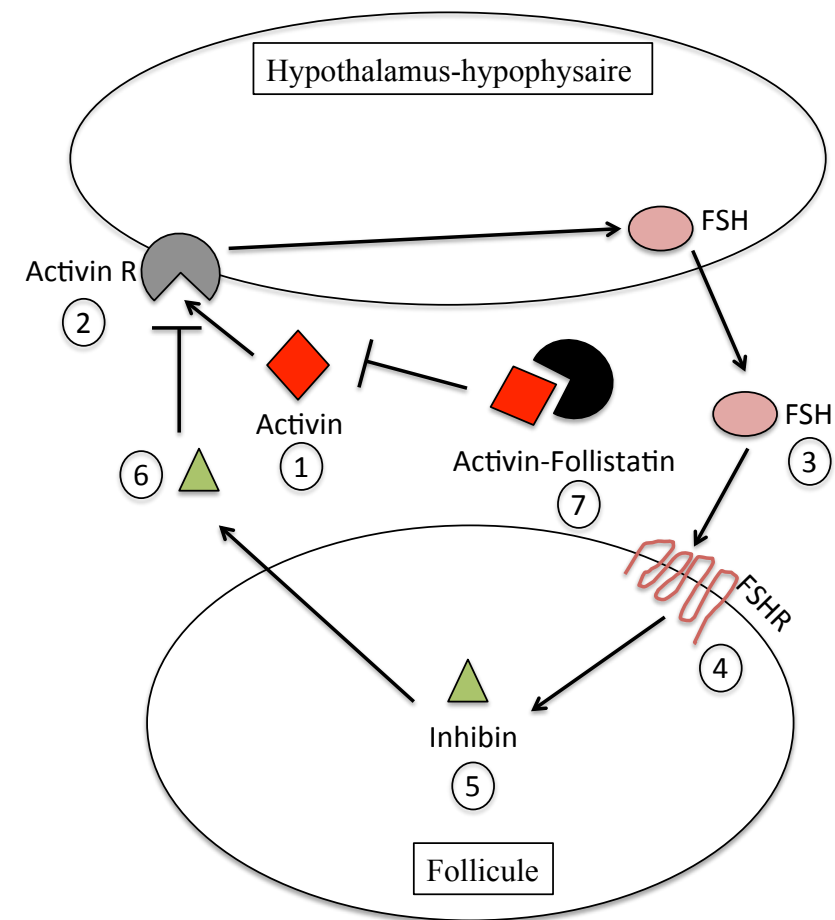 Hypothalamus-hypophysaire
FSH
Activin R
2
Activin
1
Activin-Follistatin
7
FSH
3
6
FSHR
4
Inhibin
5
Follicule